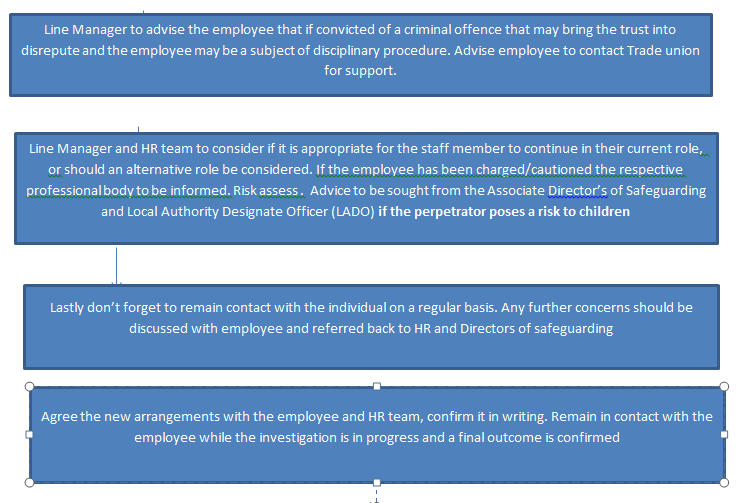 Line Manager to advise the employee that if convicted of a criminal offence that may bring the trust into
disrepute and the employee may be a subject of disciplinary procedure. Advise employee to contact Trade union
for support.
Line Manager and HR team to consider if it is appropriate for the staff member to continue in their current role,
or should an alternative role be considered. If the employee has been charged/cautioned the respective
professional body to be informed. Risk assess. Advice to be sought from the Associate Director's of Safeguarding
and Local Authority Designate Officer (LADO) if the perpetrator poses a risk to children
Lastly don't forget to remain contact with the individual on a regular basis. Any further concerns should be
discussed with employee and referred back to HR and Directors of safeguarding
Agree the new arrangements with the employee and HR team, confirm it in writing. Remain in contact with the
employee while the investigation is in progress and a final outcome is confirmed